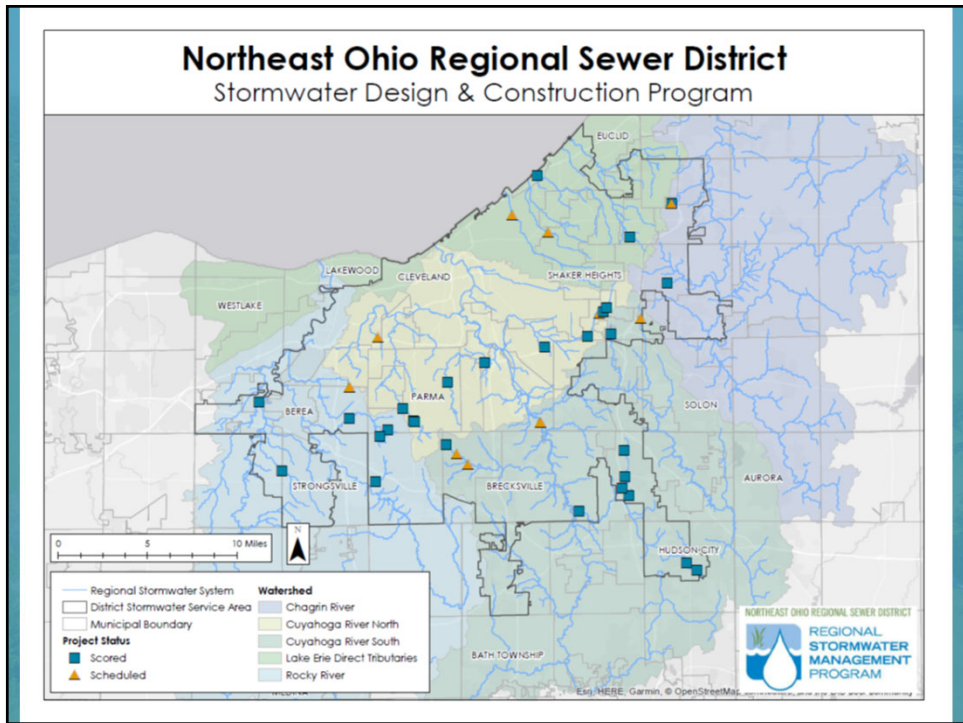 Northeast Ohio Regional Sewer District
Stormwater Design & Construction Program
EUCLID
LAKEWOOD
CLEVELAND
SHAKER HEIGHTS
WESTLAKE
BEREA
PARMA
SOLON
STRONGSVILLE
BRECKSVILLE
AURORA
HUDSON CITY
BATH TOWNSHIP
N
0 5 10 Miles
Regional Stormwater System
District Stormwater Service Area
Municipal Boundary
Project Status
Scored
Scheduled
Watershed
Chagrin River
Cuyahoga River North
Cuyahoga River South
Lake Erie Direct Tributaries
Rocky River
NORTHEAST OHIO REGIONAL SEWER DISTRICT
REGIONAL
STORMWATER
MANAGEMENT
PROGRAM
Esri, HERE, Garmin, © OpenStreetMap